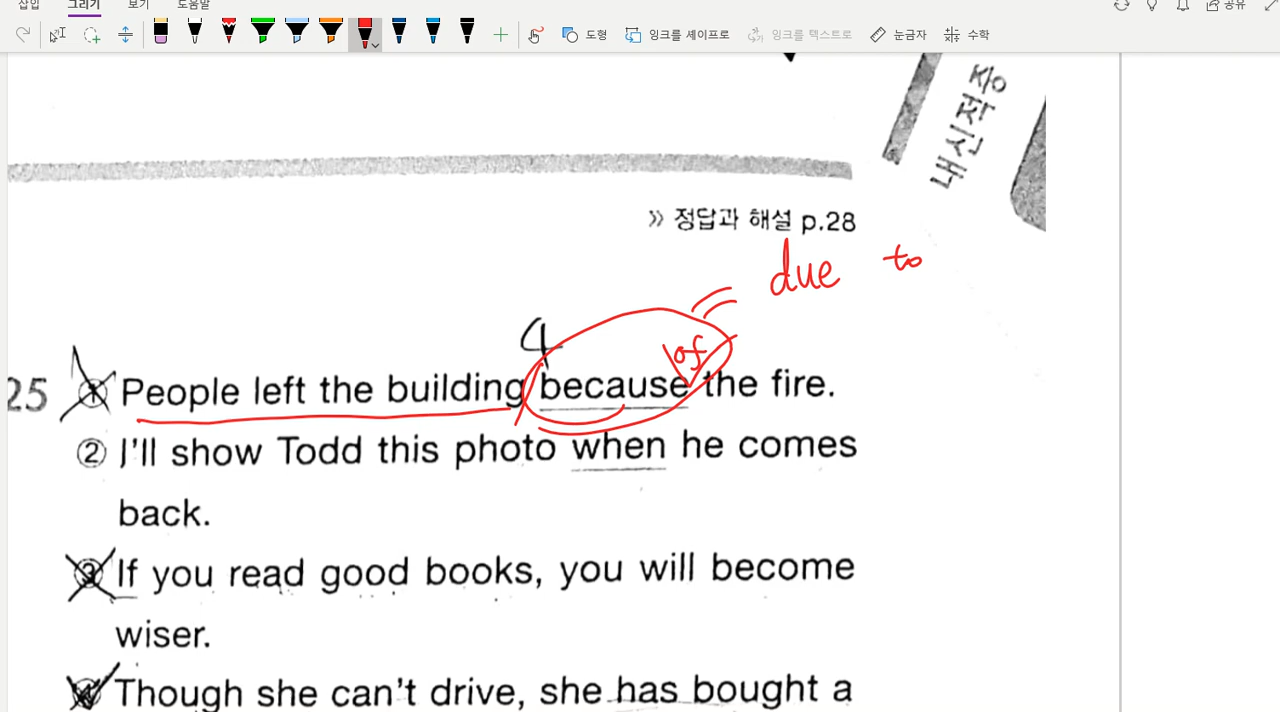 삽입 그리기 보기 도움말
공유
도형 잉크를 셰이프로 잉크를 텍스트로 눈금자 수학
내신적중
》 정답과 해설 p.28
due to
4
of
25 ① People left the building because the fire.
② I'll show Todd this photo when he comes
back.
③ If you read good books, you will become
wiser.
④ Though she can't drive, she has bought a